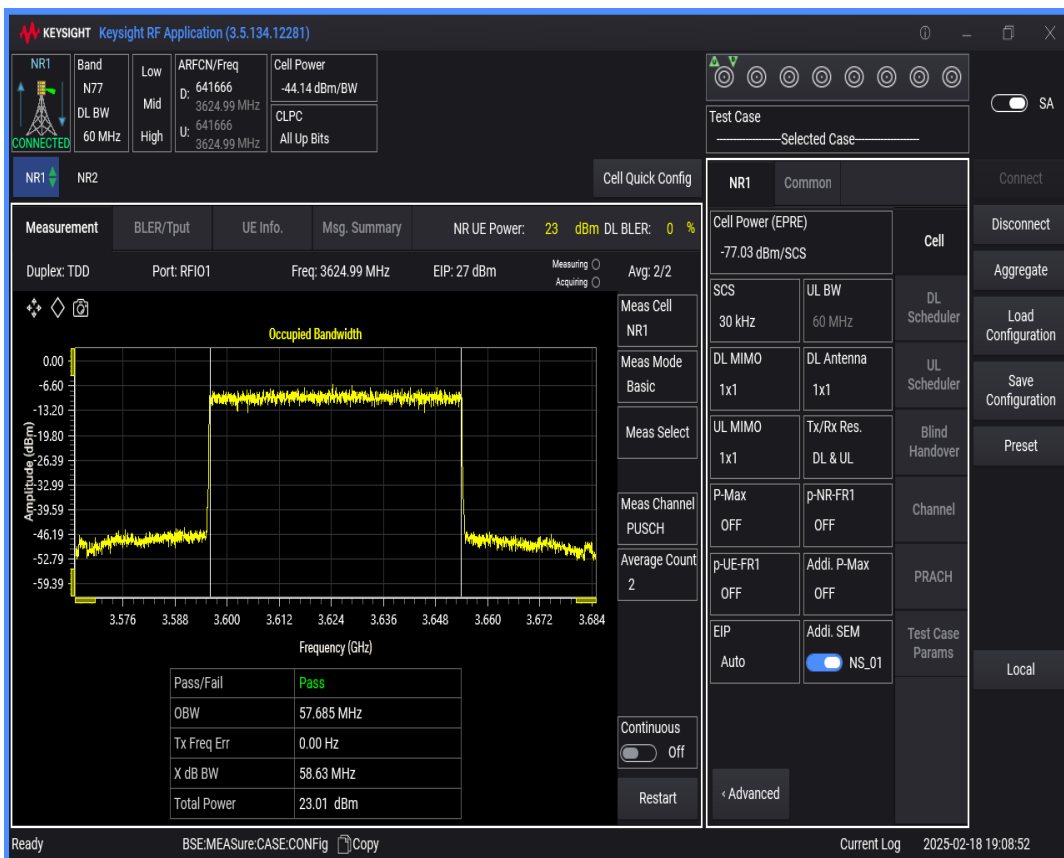 KEYSIGHT Keysight RF Application (3.5.134.12281)
NR1
CONNECTED
Band
N77
DL BW
60 MHz
Low
Mid
High
ARFCN/Freq
D: 641666
3624.99 MHz
U: 641666
3624.99 MHz
Cell Power
-44.14 dBm/BW
CLPC
All Up Bits
Test Case
Selected Case
SA
NR1 NR2 Cell Quick Config
NR1 Common
Connect
Disconnect
Aggregate
Load
Configuration
Save
Configuration
Preset
Local
Measurement BLER/Tput UE Info. Msg. Summary NR UE Power: 23 dBm DL BLER: 0 %
Duplex: TDD Port: RFIO1 Freq: 3624.99 MHz EIP: 27 dBm Measuring Avg: 2/2
Acquiring
Occupied Bandwidth
Amplitude (dBm)
0.00
-6.60
-13.20
-19.80
-26.39
-32.99
-39.59
-46.19
-52.79
-59.39
3.576 3.588 3.600 3.612 3.624 3.636 3.648 3.660 3.672 3.684
Frequency (GHz)
Pass/Fail Pass
OBW 57.685 MHz
Tx Freq Err 0.00 Hz
X dB BW 58.63 MHz
Total Power 23.01 dBm
Meas Cell
NR1
Meas Mode
Basic
Meas Select
Meas Channel
PUSCH
Average Count
2
Continuous
Off
Restart
Cell Power (EPRE)
-77.03 dBm/SCS
SCS
30 kHz
UL BW
60 MHz
DL MIMO
1x1
DL Antenna
1x1
UL MIMO
1x1
Tx/Rx Res.
DL & UL
P-Max
OFF
p-NR-FR1
OFF
p-UE-FR1
OFF
Addi. P-Max
OFF
EIP
Auto
Addi. SEM
NS_01
‹ Advanced
Cell
DL
Scheduler
UL
Scheduler
Blind
Handover
Channel
PRACH
Test Case
Params
Ready BSE:MEASure:CASE:CONFig Copy Current Log 2025-02-18 19:08:52